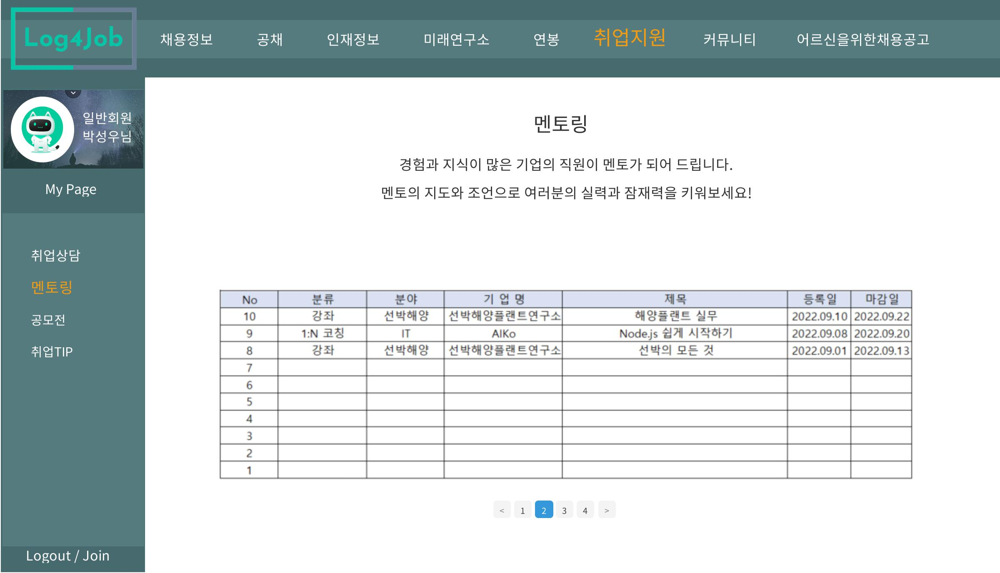 Log4Job
채용정보 공채 인재정보 미래연구소 연봉 취업지원 커뮤니티 어르신을위한채용공고
일반회원
박성우님
My Page
취업상담
멘토링
공모전
취업TIP
Logout / Join
멘토링
경험과 지식이 많은 기업의 직원이 멘토가 되어 드립니다.
멘토의 지도와 조언으로 여러분의 실력과 잠재력을 키워보세요!
No 분류 분야 기 업 명 제목 등록일 마감일
10 강좌 선박해양 선박해양플랜트연구소 해양플랜트 실무 2022.09.10 2022.09.22
9 1:N 코칭 IT AIKo Node.js 쉽게 시작하기 2022.09.08 2022.09.20
8 강좌 선박해양 선박해양플랜트연구소 선박의 모든 것 2022.09.01 2022.09.13
7
6
5
4
3
2
1
< 1 2 3 4 >